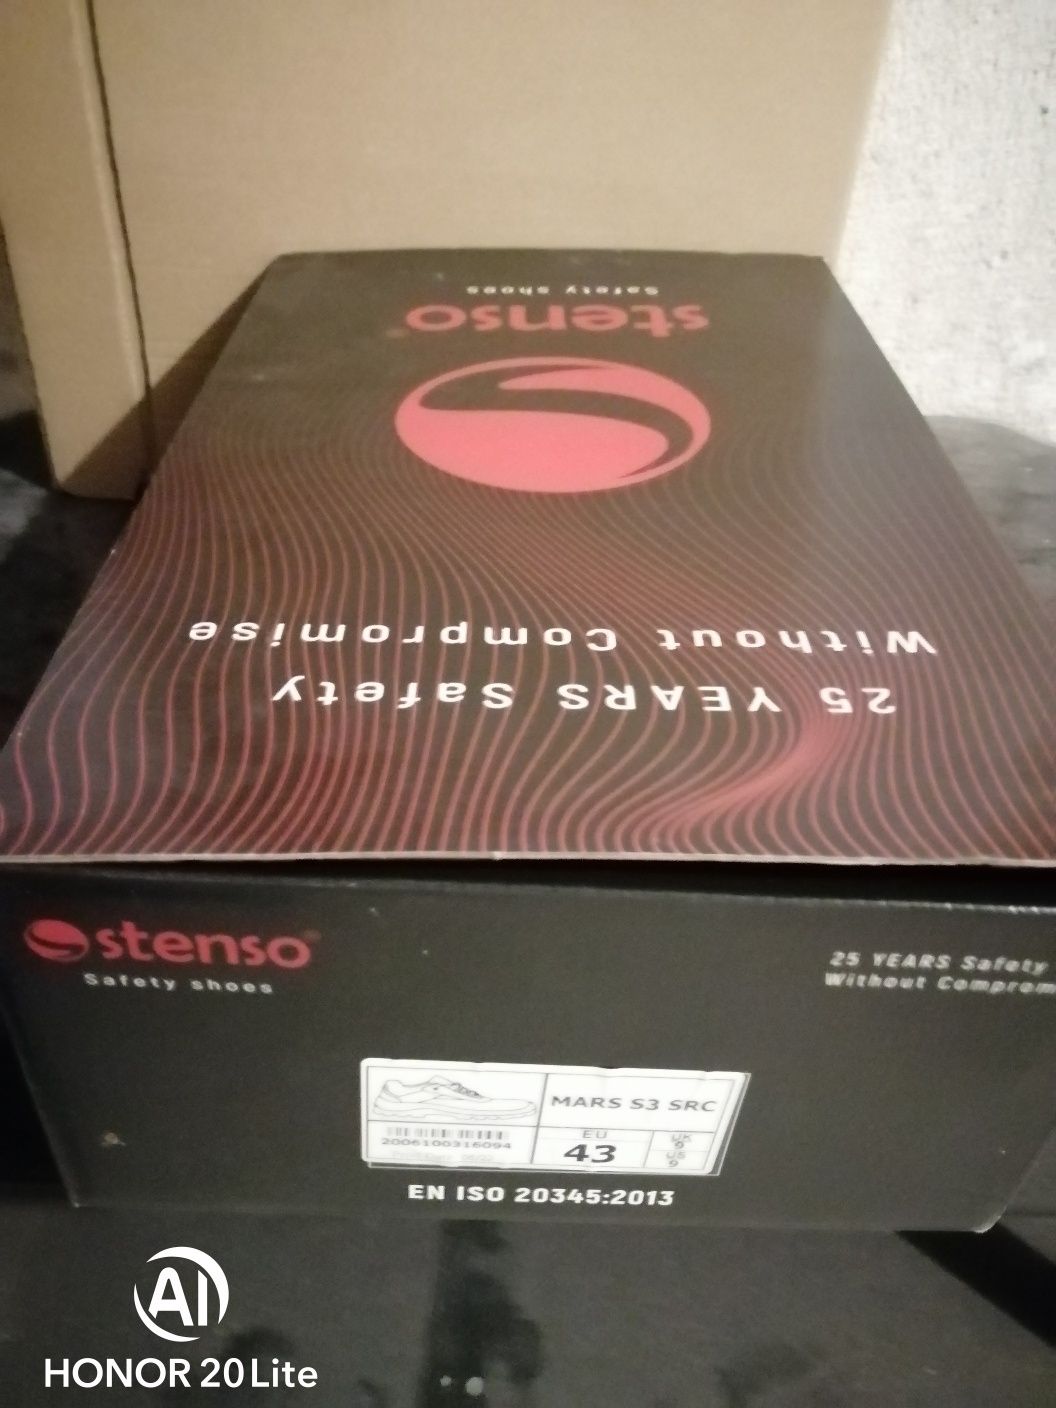 Safety shoes
stenso
Without Compromise
25 YEARS Safety
stenso
Safety shoes
25 YEARS Safety
Without Comprom
MARS S3 SRC
2006100316094
EU
43
UK
9
US
9
EN ISO 20345:2013
AI
HONOR 20 Lite